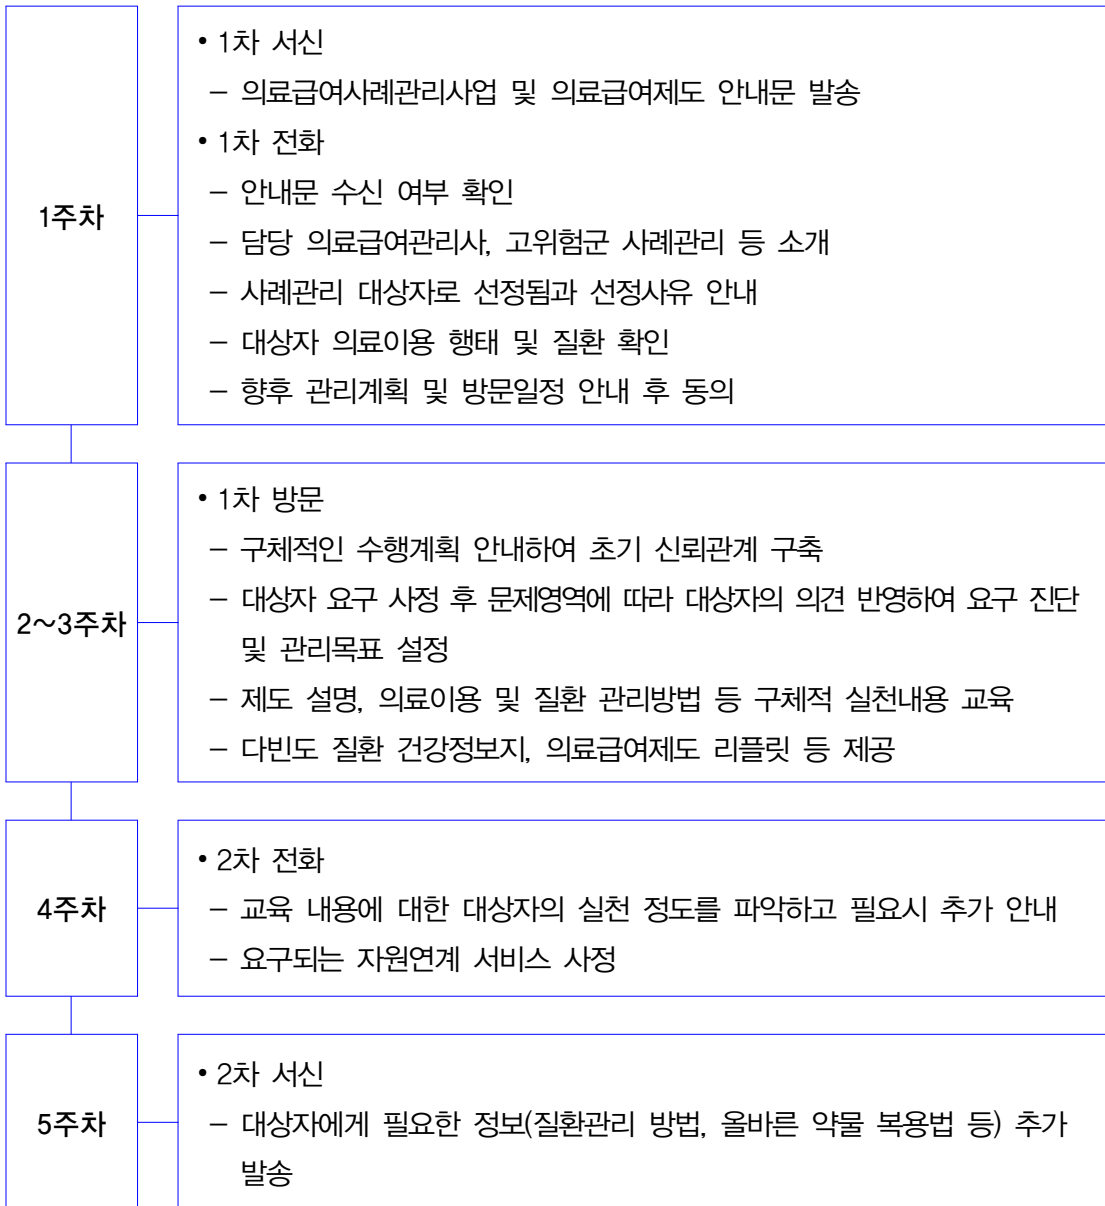 1주차
• 1차 서신
– 의료급여사례관리사업 및 의료급여제도 안내문 발송
• 1차 전화
– 안내문 수신 여부 확인
– 담당 의료급여관리사, 고위험군 사례관리 등 소개
– 사례관리 대상자로 선정됨과 선정사유 안내
– 대상자 의료이용 행태 및 질환 확인
– 향후 관리계획 및 방문일정 안내 후 동의
2~3주차
• 1차 방문
– 구체적인 수행계획 안내하여 초기 신뢰관계 구축
– 대상자 요구 사정 후 문제영역에 따라 대상자의 의견 반영하여 요구 진단
및 관리목표 설정
– 제도 설명, 의료이용 및 질환 관리방법 등 구체적 실천내용 교육
– 다빈도 질환 건강정보지, 의료급여제도 리플릿 등 제공
4주차
• 2차 전화
– 교육 내용에 대한 대상자의 실천 정도를 파악하고 필요시 추가 안내
– 요구되는 자원연계 서비스 사정
5주차
• 2차 서신
– 대상자에게 필요한 정보(질환관리 방법, 올바른 약물 복용법 등) 추가
발송